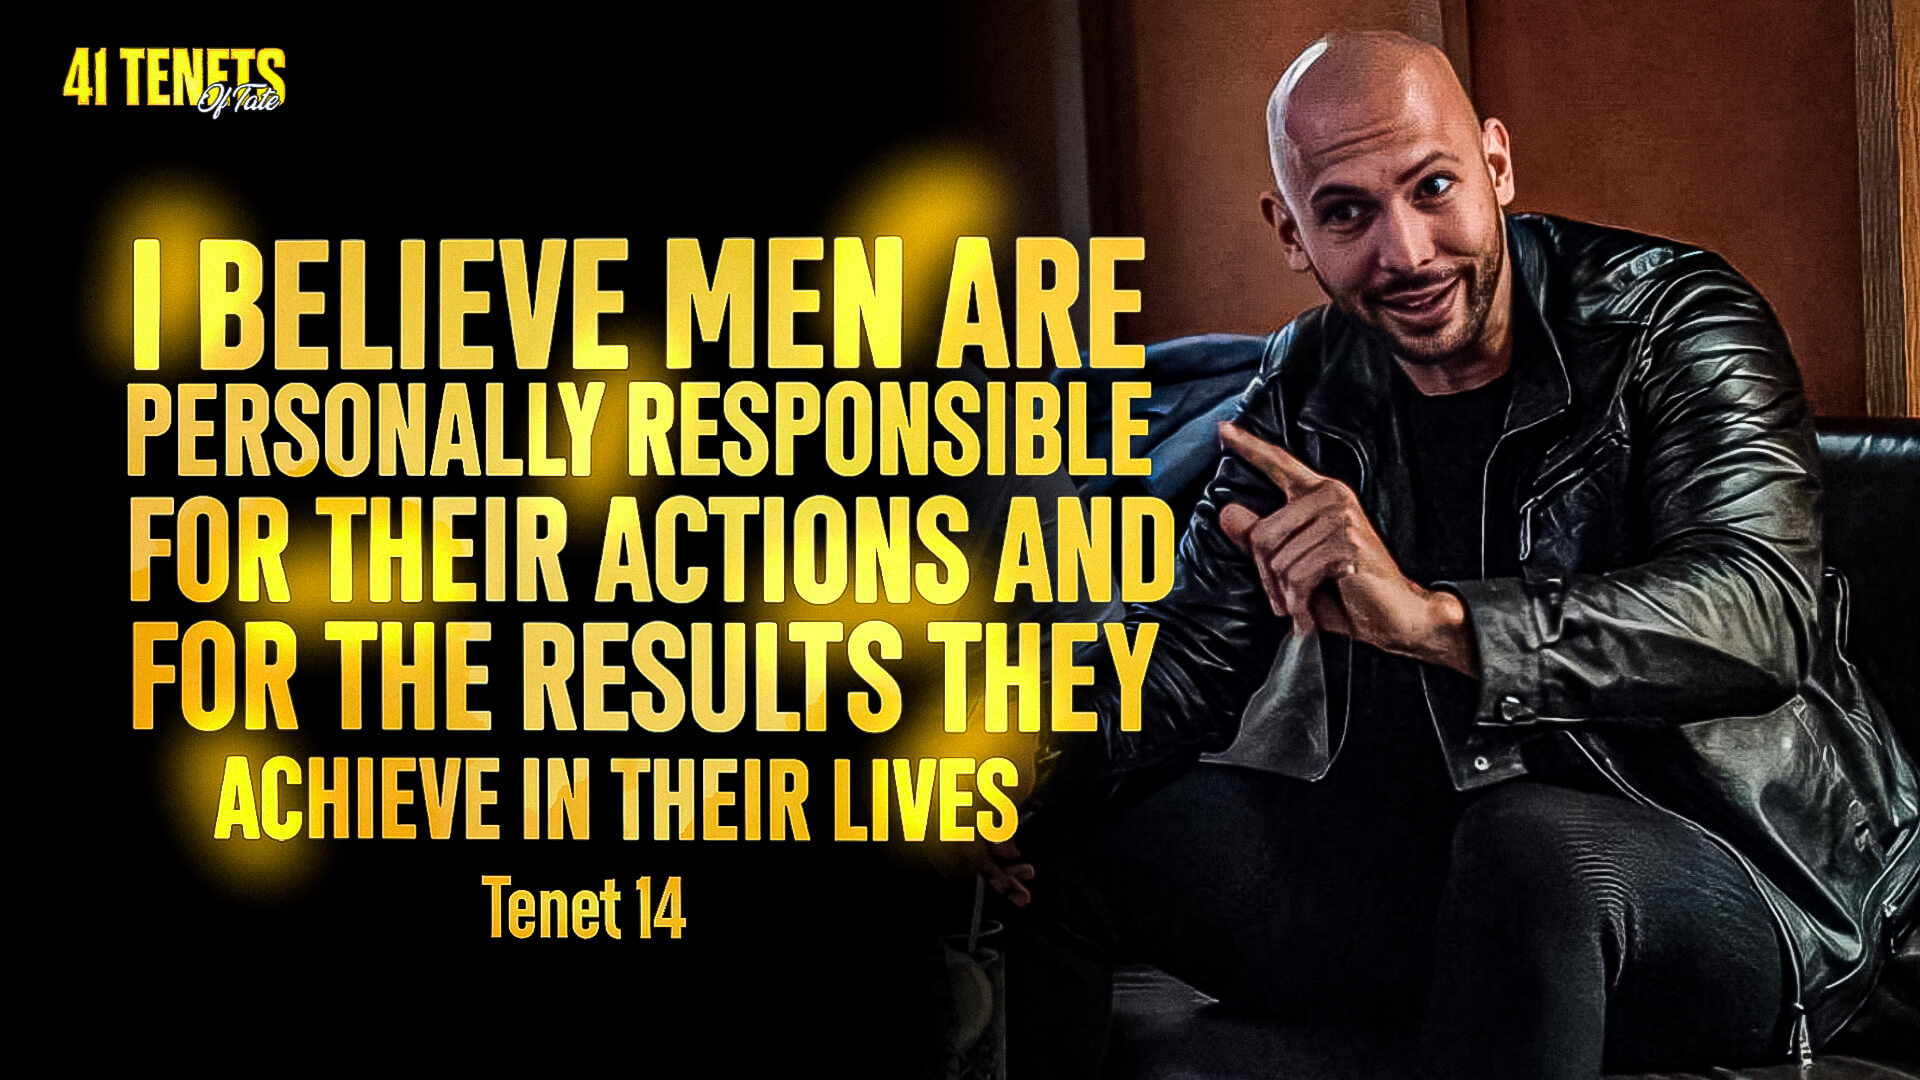 41 TENETS
Of Tate
I BELIEVE MEN ARE
PERSONALLY RESPONSIBLE
FOR THEIR ACTIONS AND
FOR THE RESULTS THEY
ACHIEVE IN THEIR LIVES
Tenet 14